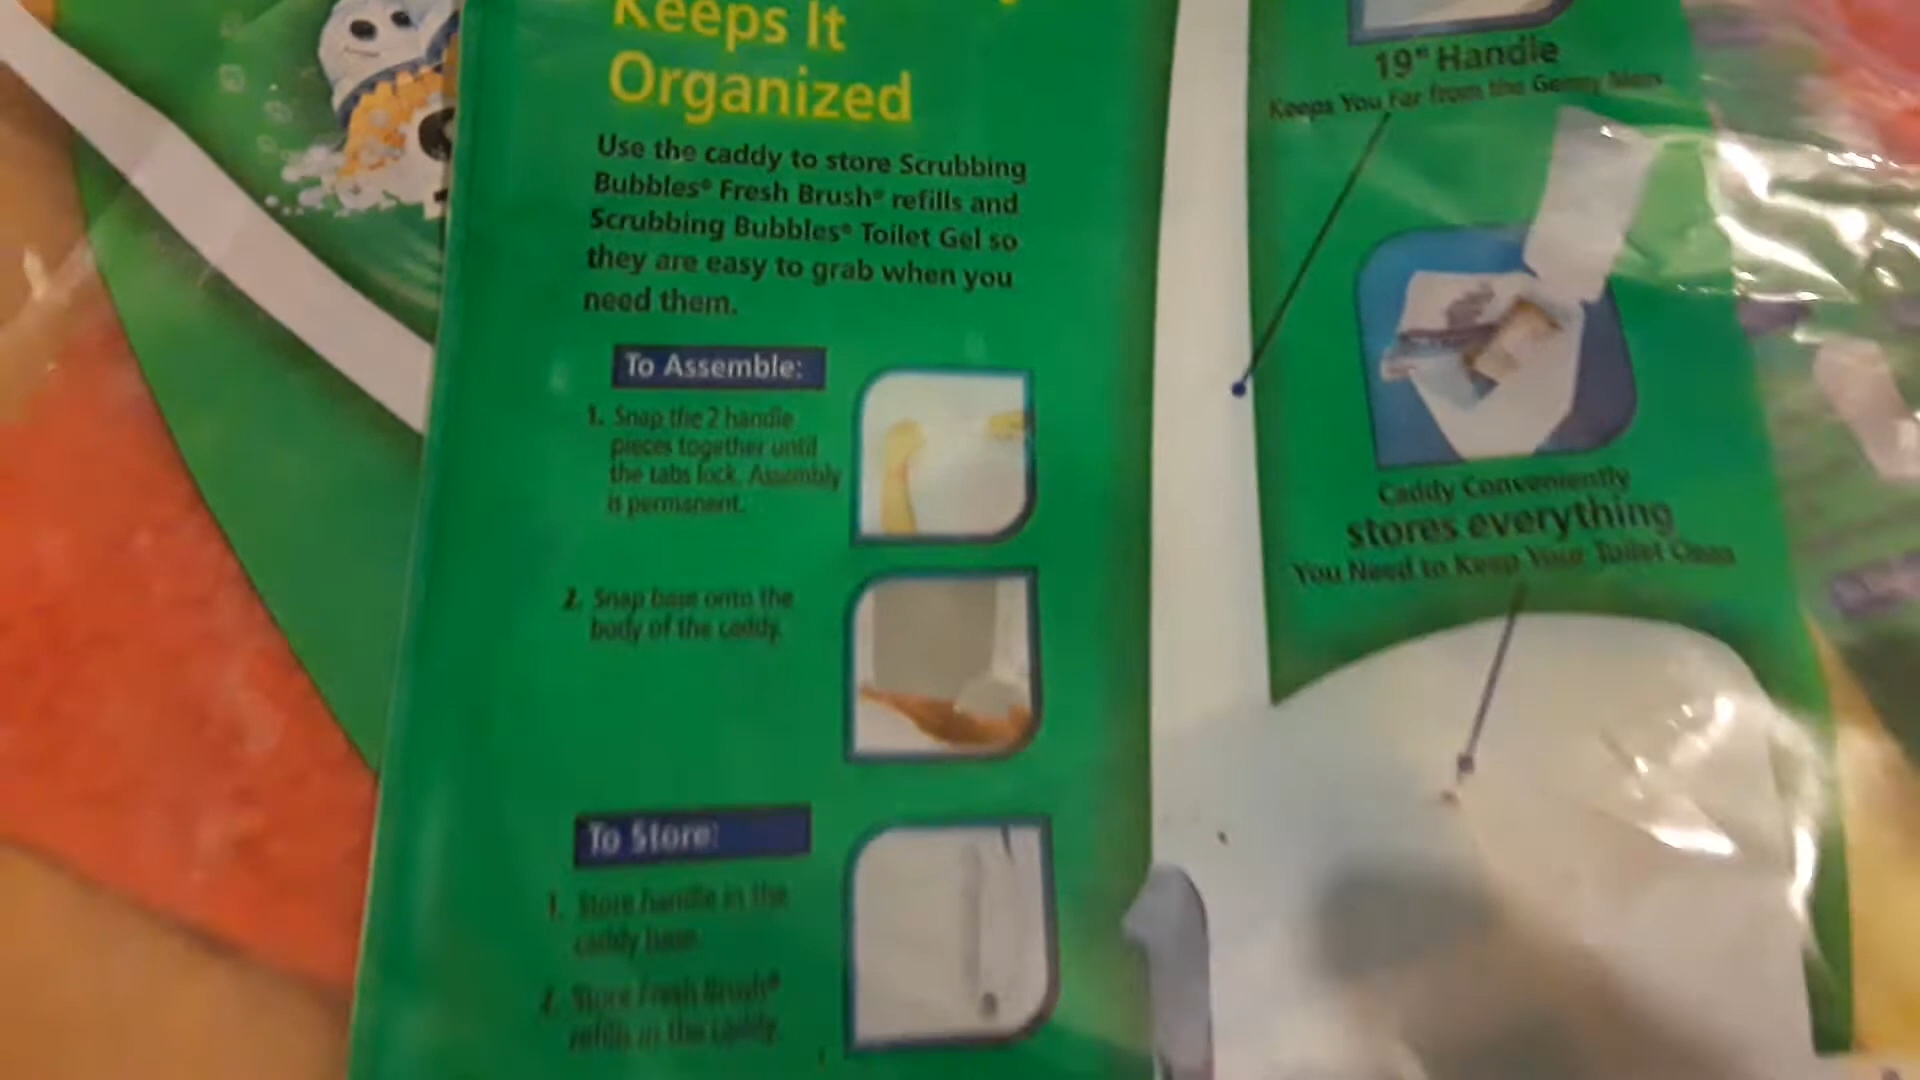 Keeps It
Organized
Use the caddy to store Scrubbing
Bubbles® Fresh Brush® refills and
Scrubbing Bubbles® Toilet Gel so
they are easy to grab when you
need them.
To Assemble:
1. Snap the 2 handle
pieces together until
the tabs lock. Assembly
is permanent.
2. Snap base onto the
body of the caddy.
To Store:
1. Store handle in the
caddy base.
2. Store Fresh Brush®
refills in the caddy.
19" Handle
Keeps You Far from the Germy Mess
Caddy Conveniently
stores everything
You Need to Keep Your Toilet Clean